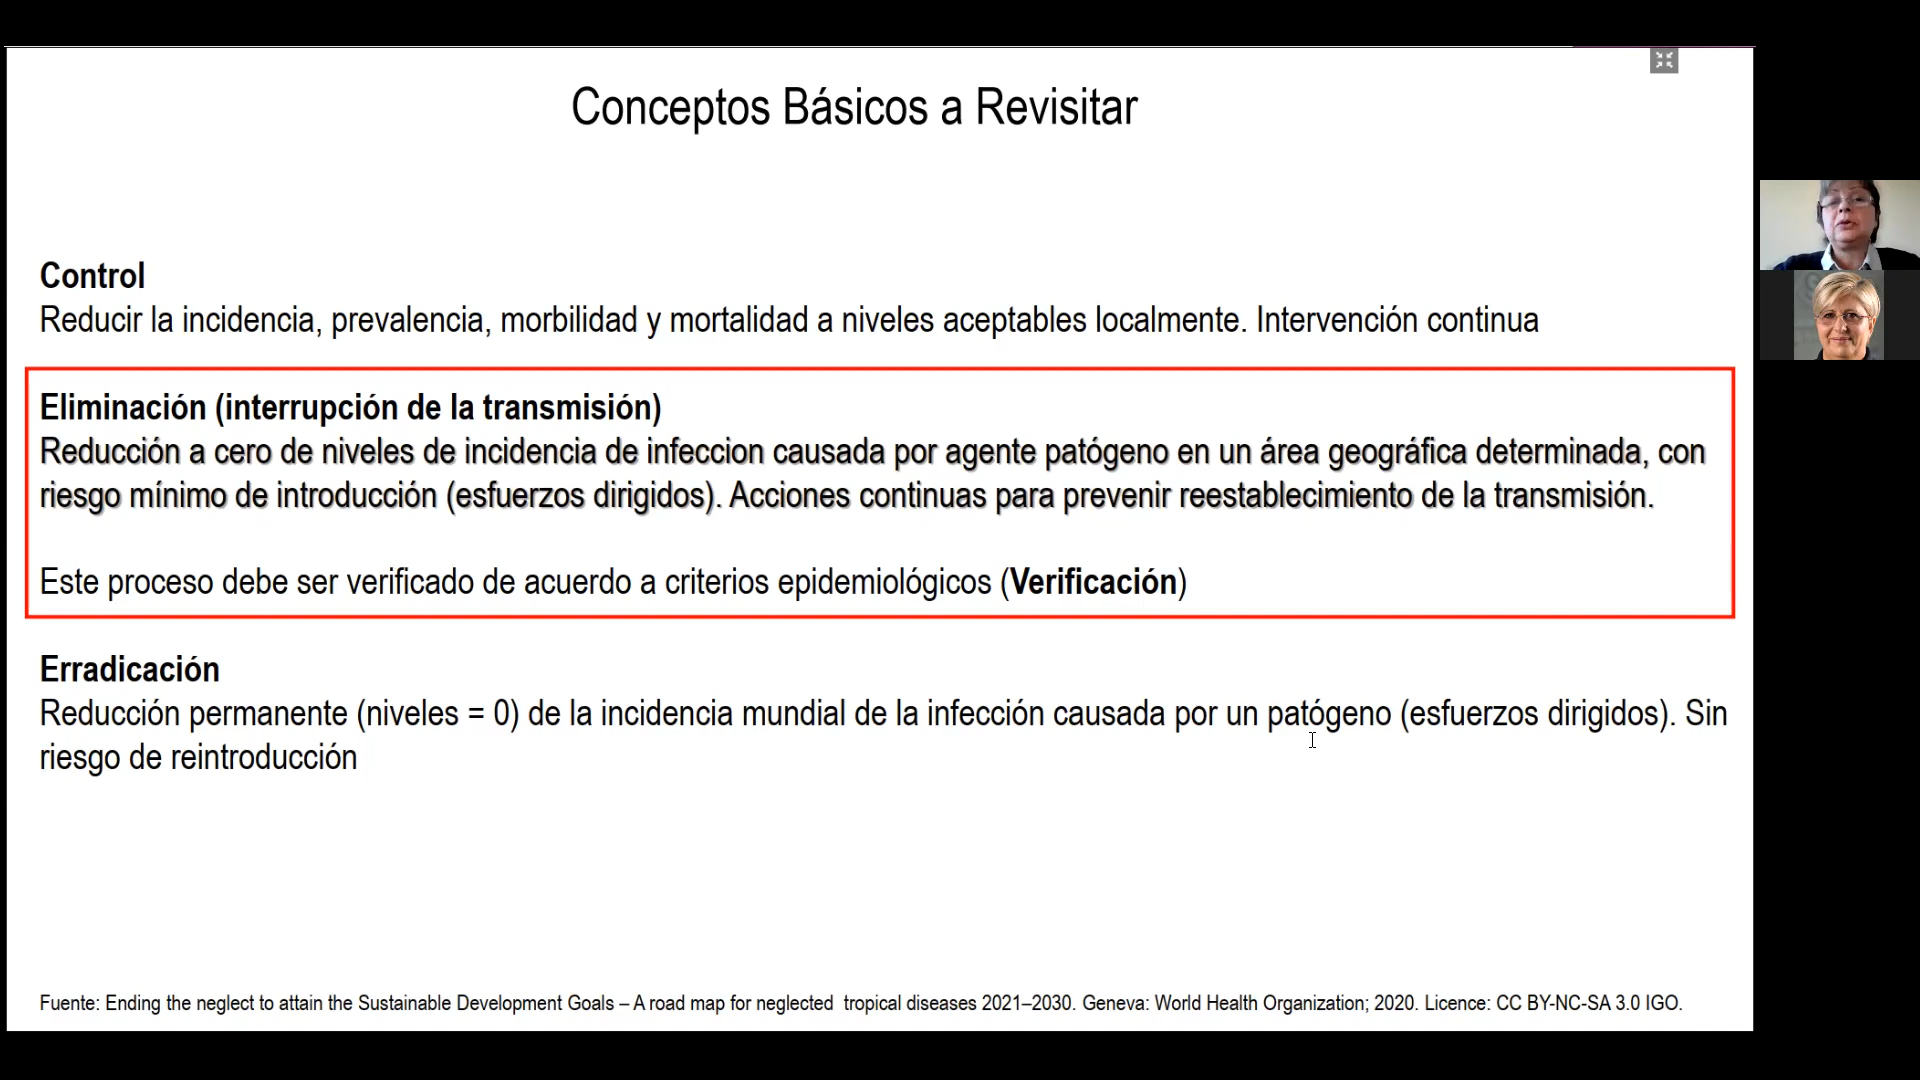 Conceptos Básicos a Revisitar
Control
Reducir la incidencia, prevalencia, morbilidad y mortalidad a niveles aceptables localmente. Intervención continua
Eliminación (interrupción de la transmisión)
Reducción a cero de niveles de incidencia de infeccion causada por agente patógeno en un área geográfica determinada, con
riesgo mínimo de introducción (esfuerzos dirigidos). Acciones continuas para prevenir reestablecimiento de la transmisión.
Este proceso debe ser verificado de acuerdo a criterios epidemiológicos (Verificación)
Erradicación
Reducción permanente (niveles = 0) de la incidencia mundial de la infección causada por un patógeno (esfuerzos dirigidos). Sin
riesgo de reintroducción
Fuente: Ending the neglect to attain the Sustainable Development Goals – A road map for neglected tropical diseases 2021–2030. Geneva: World Health Organization; 2020. Licence: CC BY-NC-SA 3.0 IGO.